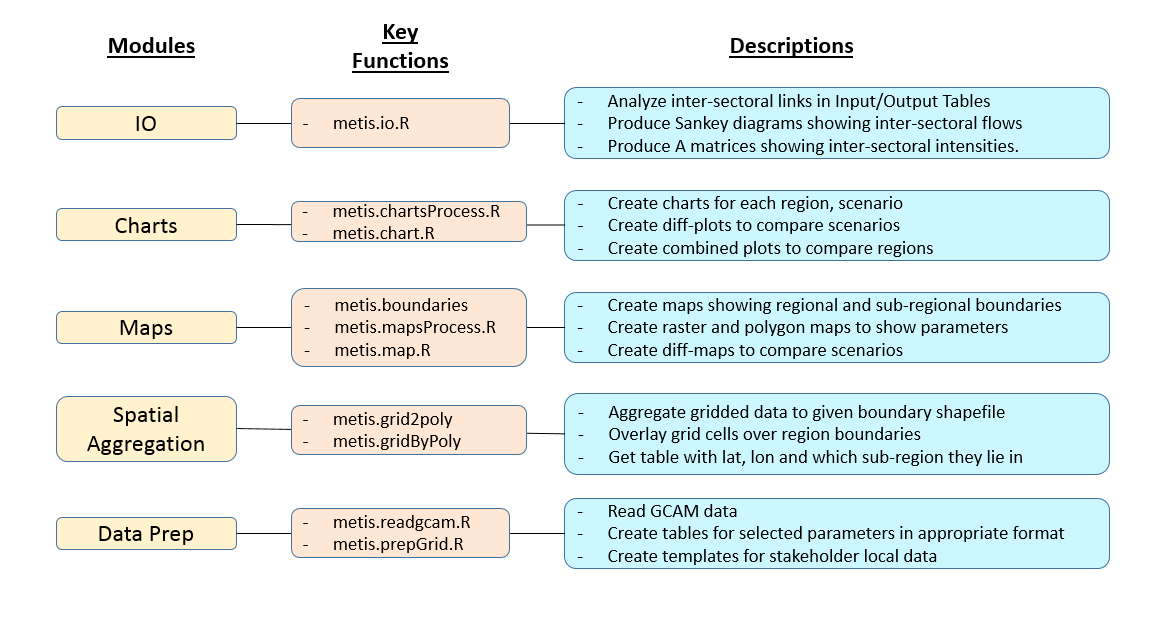 Modules
Key
Functions
Descriptions
IO
- metis.io.R
- Analyze inter-sectoral links in Input/Output Tables
- Produce Sankey diagrams showing inter-sectoral flows
- Produce A matrices showing inter-sectoral intensities.
Charts
- metis.chartsProcess.R
- metis.chart.R
- Create charts for each region, scenario
- Create diff-plots to compare scenarios
- Create combined plots to compare regions
Maps
- metis.boundaries
- metis.mapsProcess.R
- metis.map.R
- Create maps showing regional and sub-regional boundaries
- Create raster and polygon maps to show parameters
- Create diff-maps to compare scenarios
Spatial
Aggregation
- metis.grid2poly
- metis.gridByPoly
- Aggregate gridded data to given boundary shapefile
- Overlay grid cells over region boundaries
- Get table with lat, lon and which sub-region they lie in
Data Prep
- metis.readgcam.R
- metis.prepGrid.R
- Read GCAM data
- Create tables for selected parameters in appropriate format
- Create templates for stakeholder local data